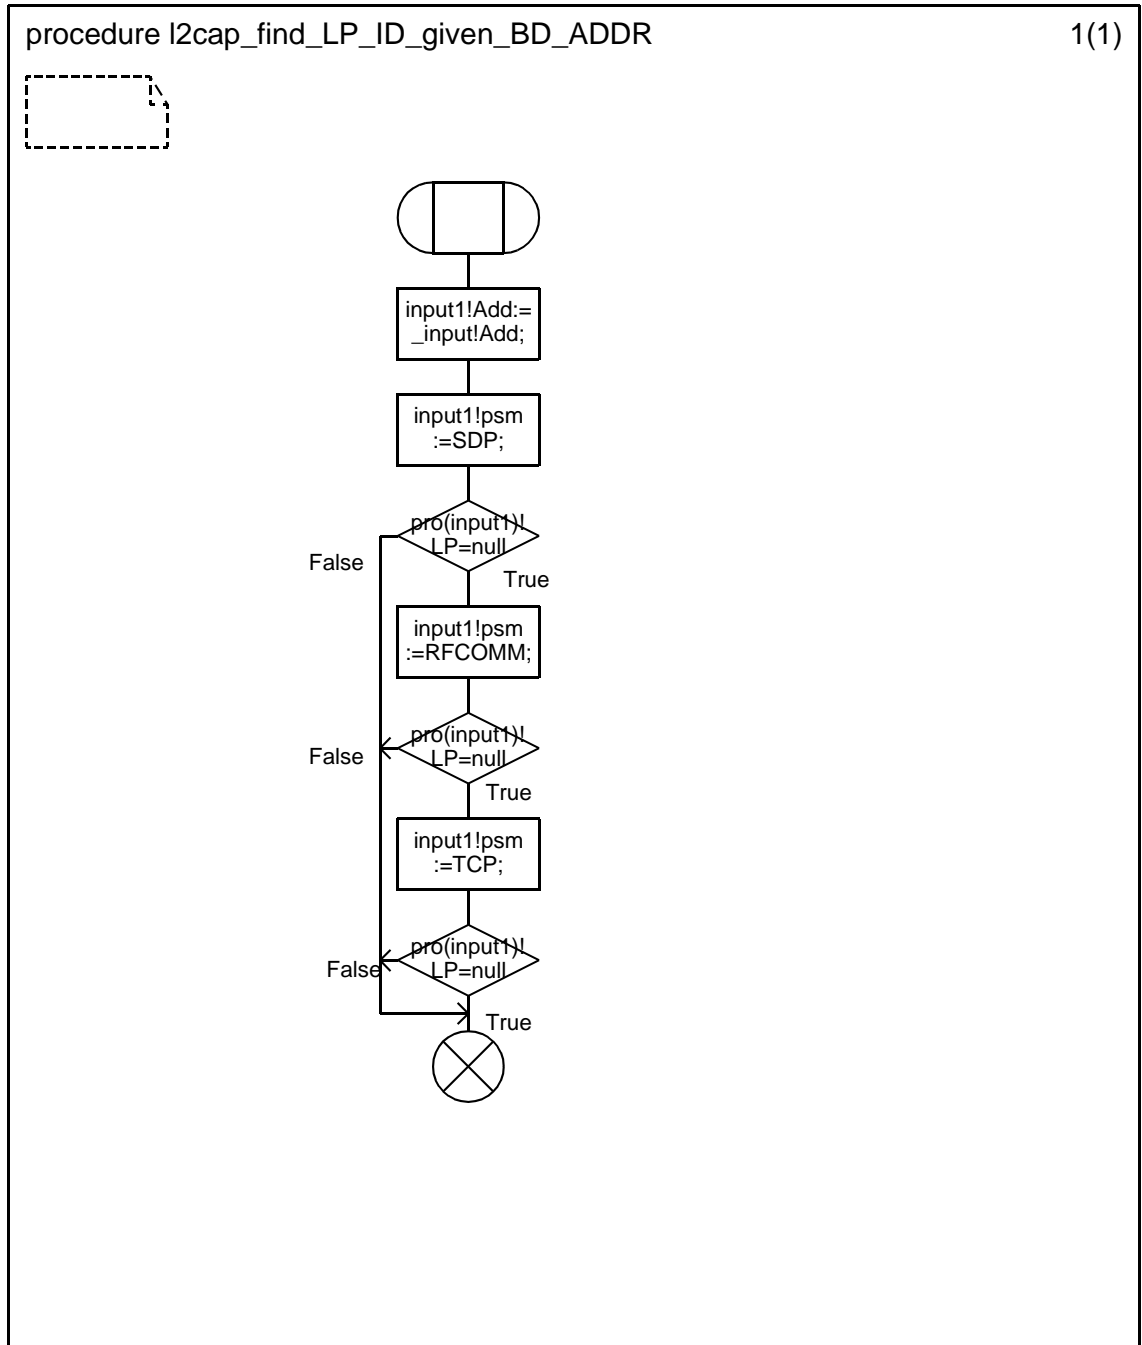 procedure l2cap_find_LP_ID_given_BD_ADDR 1(1)
input1!Add:=
_input!Add;
input1!psm
:=SDP;
pro(input1)!
LP=null
False
True
input1!psm
:=RFCOMM;
pro(input1)!
LP=null
False
True
input1!psm
:=TCP;
pro(input1)!
LP=null
False
True